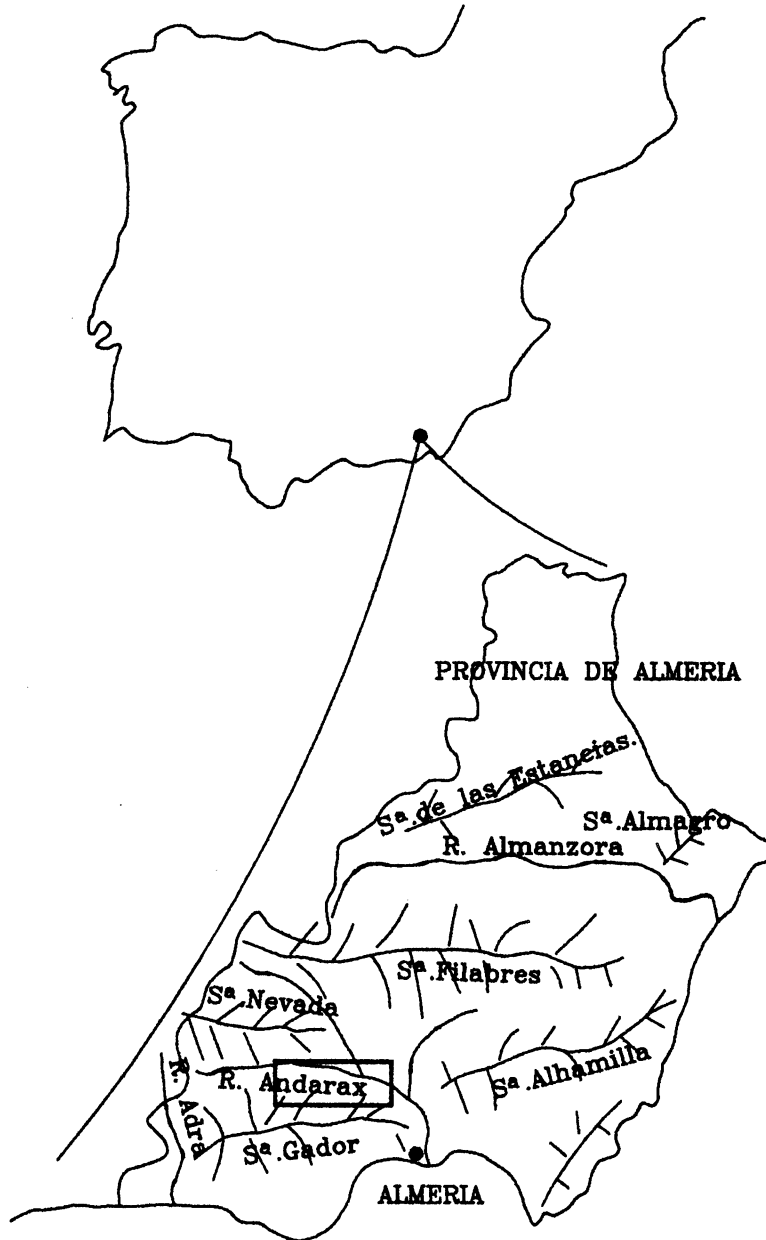 PROVINCIA DE ALMERIA
Sª.de las Estancias.
Sª.Almagro
R. Almanzora
Sª.Filabres
Sª.Nevada
R. Adra
R. Andarax
Sª.Alhamilla
Sª.Gador
ALMERIA